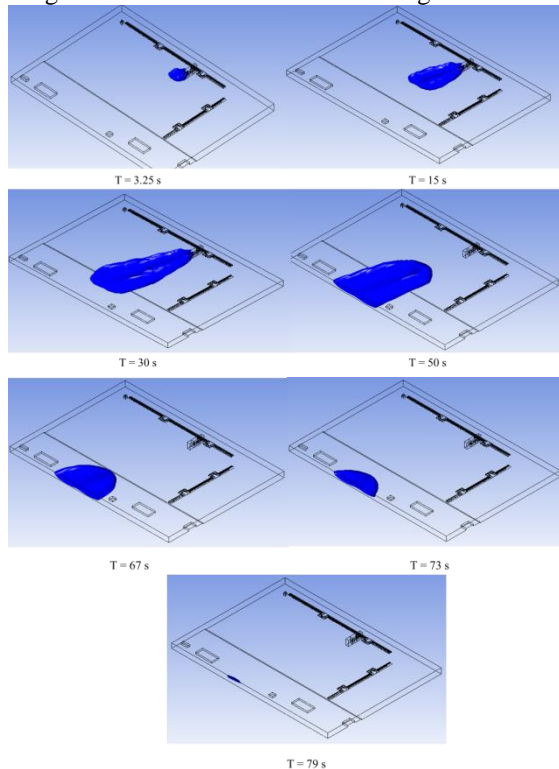 T = 3.25 s
T = 15 s
T = 30 s
T = 50 s
T = 67 s
T = 73 s
T = 79 s